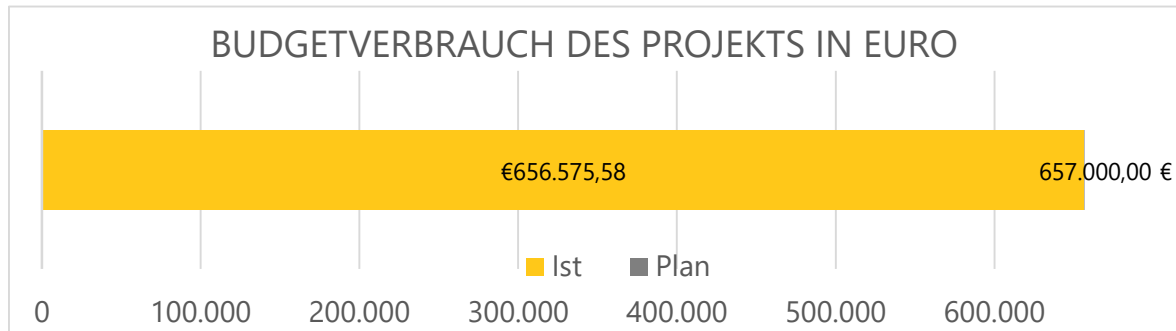 BUDGETVERBRAUCH DES PROJEKTS IN EURO
€656.575,58 657.000,00 €
Ist Plan
0 100.000 200.000 300.000 400.000 500.000 600.000